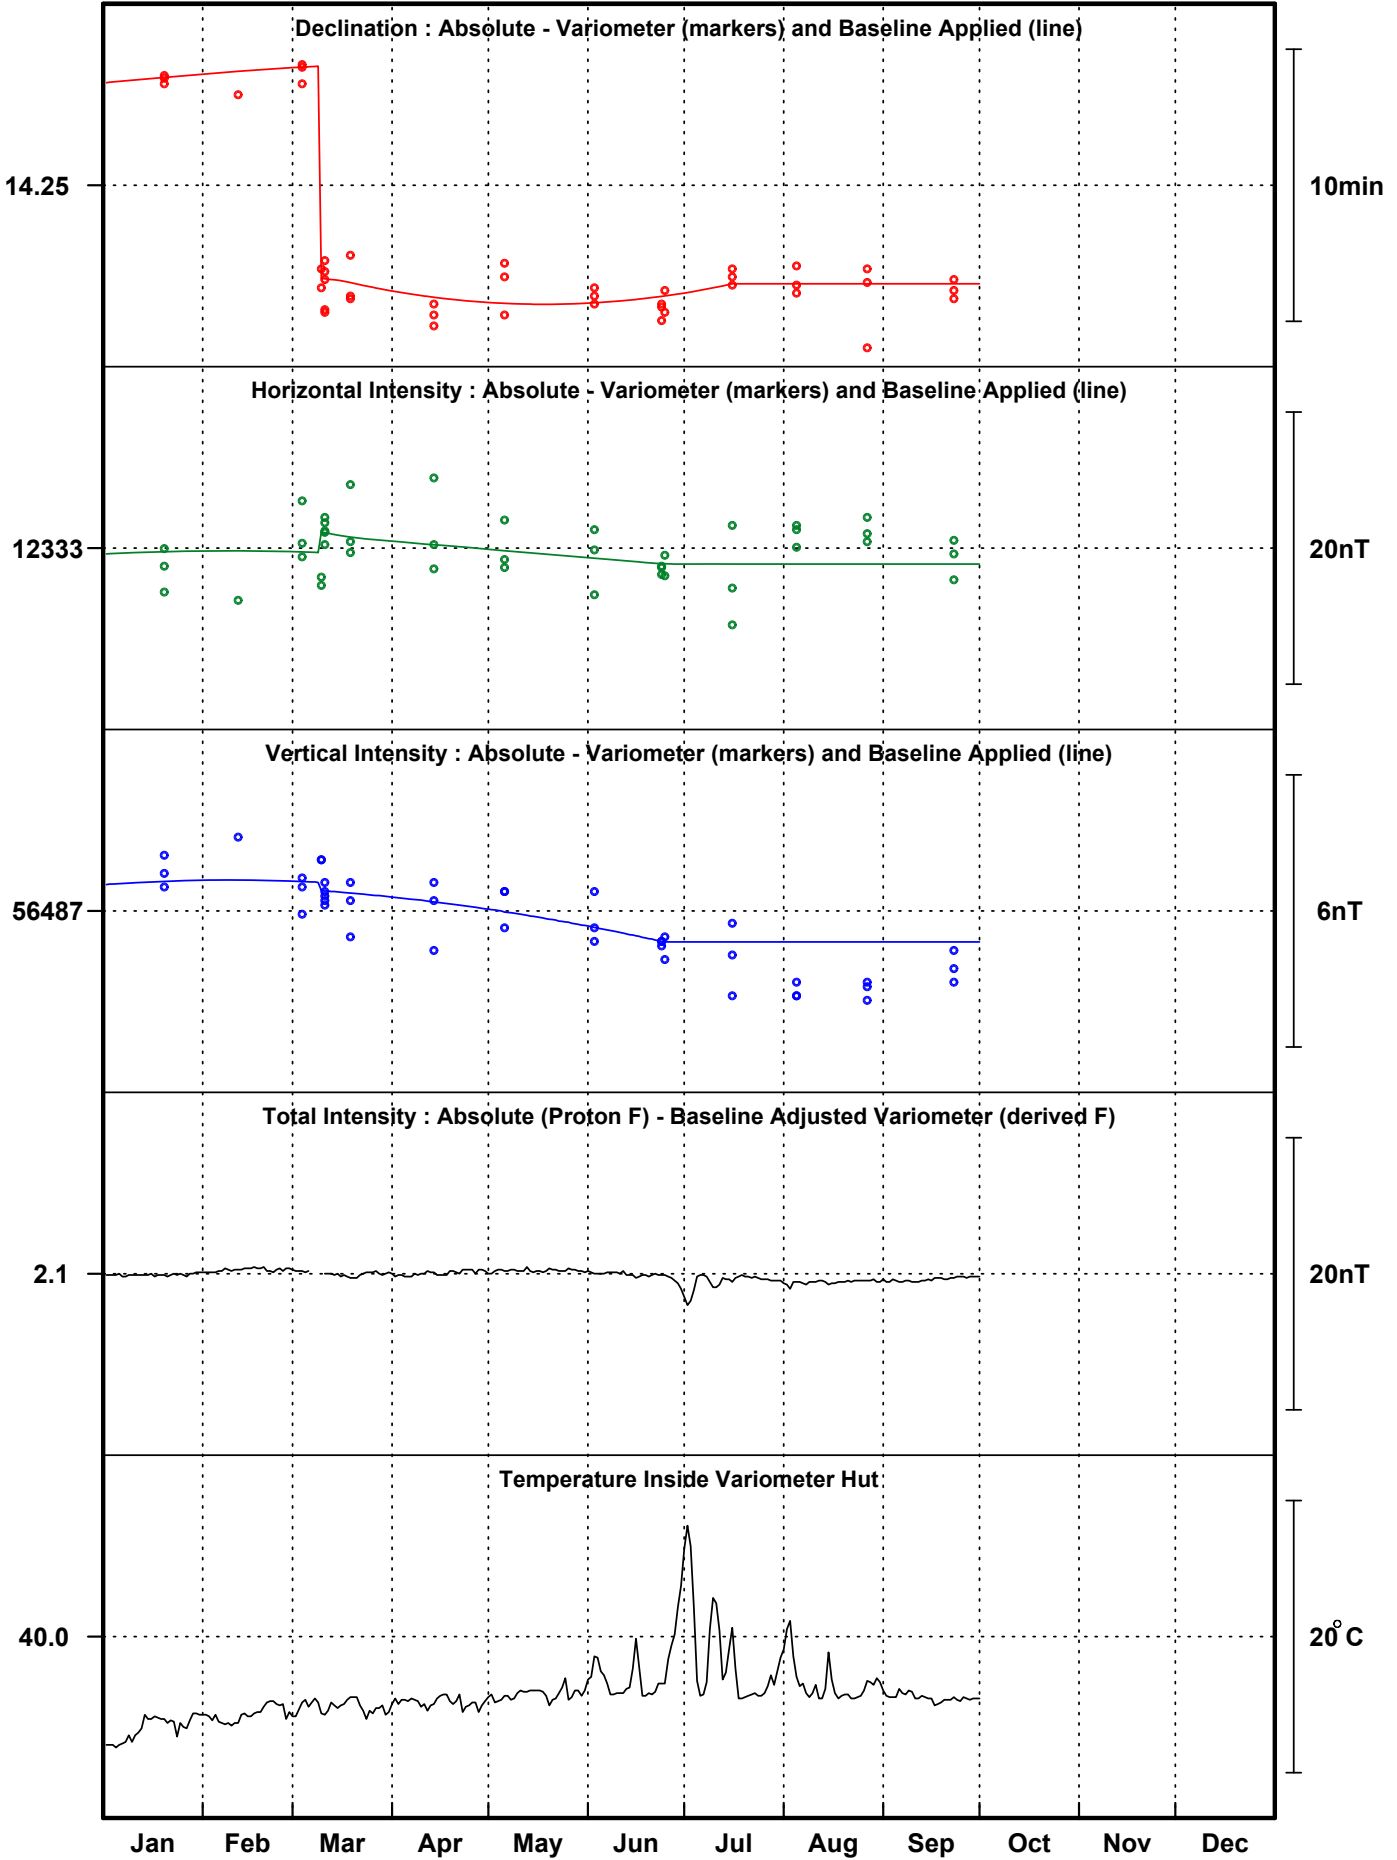 Declination : Absolute - Variometer (markers) and Baseline Applied (line)
14.25
10min
Horizontal Intensity : Absolute - Variometer (markers) and Baseline Applied (line)
12333
20nT
Vertical Intensity : Absolute - Variometer (markers) and Baseline Applied (line)
56487
6nT
Total Intensity : Absolute (Proton F) - Baseline Adjusted Variometer (derived F)
2.1
20nT
Temperature Inside Variometer Hut
40.0
20°C
Jan Feb Mar Apr May Jun Jul Aug Sep Oct Nov Dec